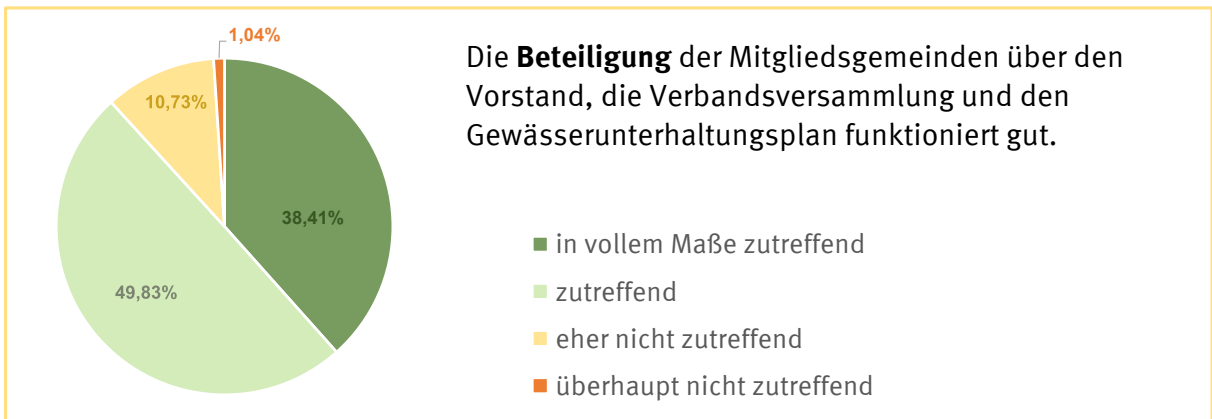 1,04%
10,73%
38,41%
49,83%
Die Beteiligung der Mitgliedsgemeinden über den
Vorstand, die Verbandsversammlung und den
Gewässerunterhaltungsplan funktioniert gut.
in vollem Maße zutreffend
zutreffend
eher nicht zutreffend
überhaupt nicht zutreffend